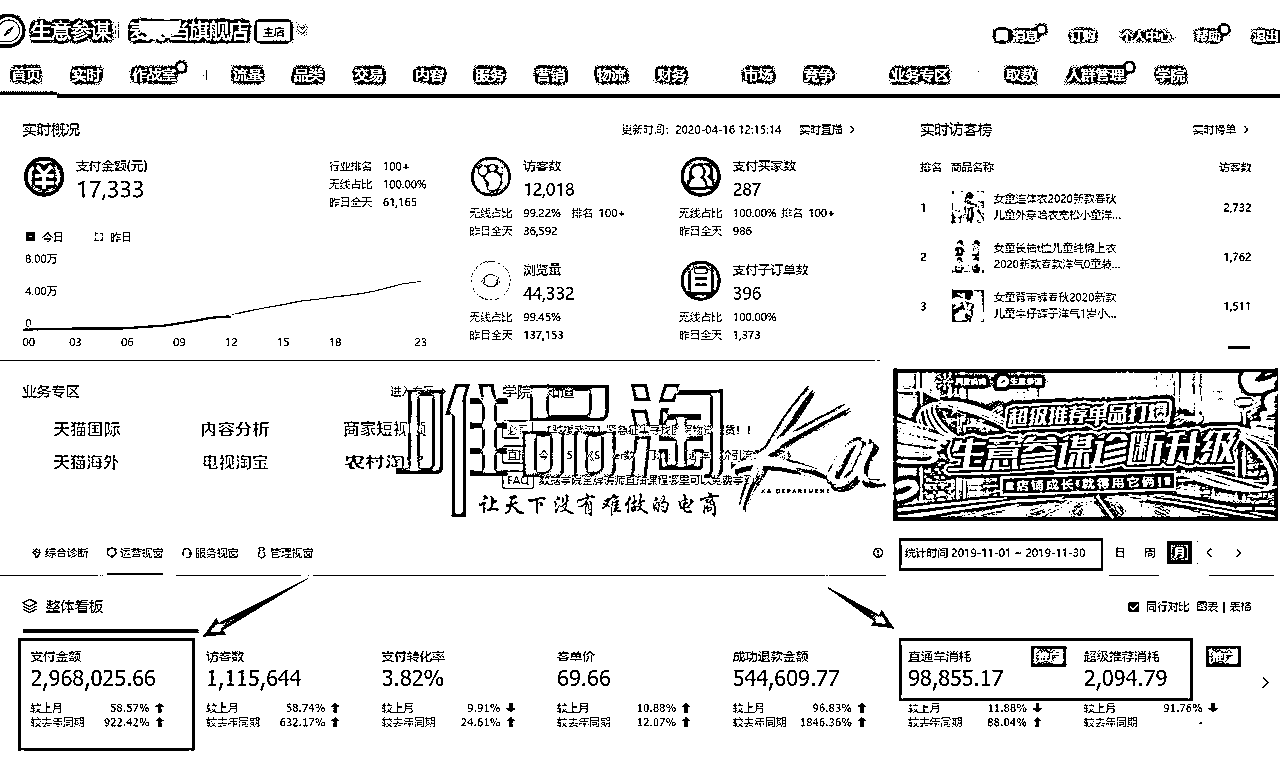 生意参谋 旗舰店 主店
消息 订购 个人中心 帮助 退出
首页 实时 作战室 流量 品类 交易 内容 服务 营销 物流 财务 市场 竞争 业务专区 取数 人群管理 学院
实时概况 更新时间：2020-04-16 12:15:14 实时直播 >
实时访客榜 实时榜单 >
支付金额(元)
17,333
行业排名 100+
无线占比 100.00%
昨日全天 61,165
今日 昨日
8.00万
4.00万
0
00 03 06 09 12 15 18 23
访客数
12,018
无线占比 99.22% 排名 100+
昨日全天 36,592
支付买家数
287
无线占比 100.00% 排名 100+
昨日全天 986
浏览量
44,332
无线占比 99.45%
昨日全天 137,153
支付子订单数
396
无线占比 100.00%
昨日全天 1,373
排名 商品名称 访客数
1 女童连体衣2020新款春秋 2,732
儿童外穿哈衣宽松小童洋...
2 女童长袖t恤儿童纯棉上衣 1,762
2020新款春款洋气0童装...
3 女童背带裤春秋2020新款 1,511
儿童牛仔裤子洋气1岁小...
业务专区
天猫国际 内容分析 商家短视频
天猫海外 电视淘宝 农村淘
学院
FAQ
Ka
KA DEPARTMENT
让天下没有难做的电商
生意参谋
超级推荐单品打爆
生意参谋诊断升级
店铺成长！就得用它俩！
综合诊断 运营视窗 服务视窗 管理视窗
统计时间 2019-11-01 ~ 2019-11-30 日 周 月 < >
整体看板 同行对比 图表 | 表格
支付金额
2,968,025.66
较上月 58.57%
较去年同期 922.42%
访客数
1,115,644
较上月 58.74%
较去年同期 632.17%
支付转化率
3.82%
较上月 9.91%
较去年同期 24.61%
客单价
69.66
较上月 10.88%
较去年同期 12.07%
成功退款金额
544,609.77
较上月 96.83%
较去年同期 1846.36%
直通车消耗 推广
98,855.17
较上月 11.88%
较去年同期 88.04%
超级推荐消耗 推广
2,094.79
较上月 91.76%
较去年同期 -